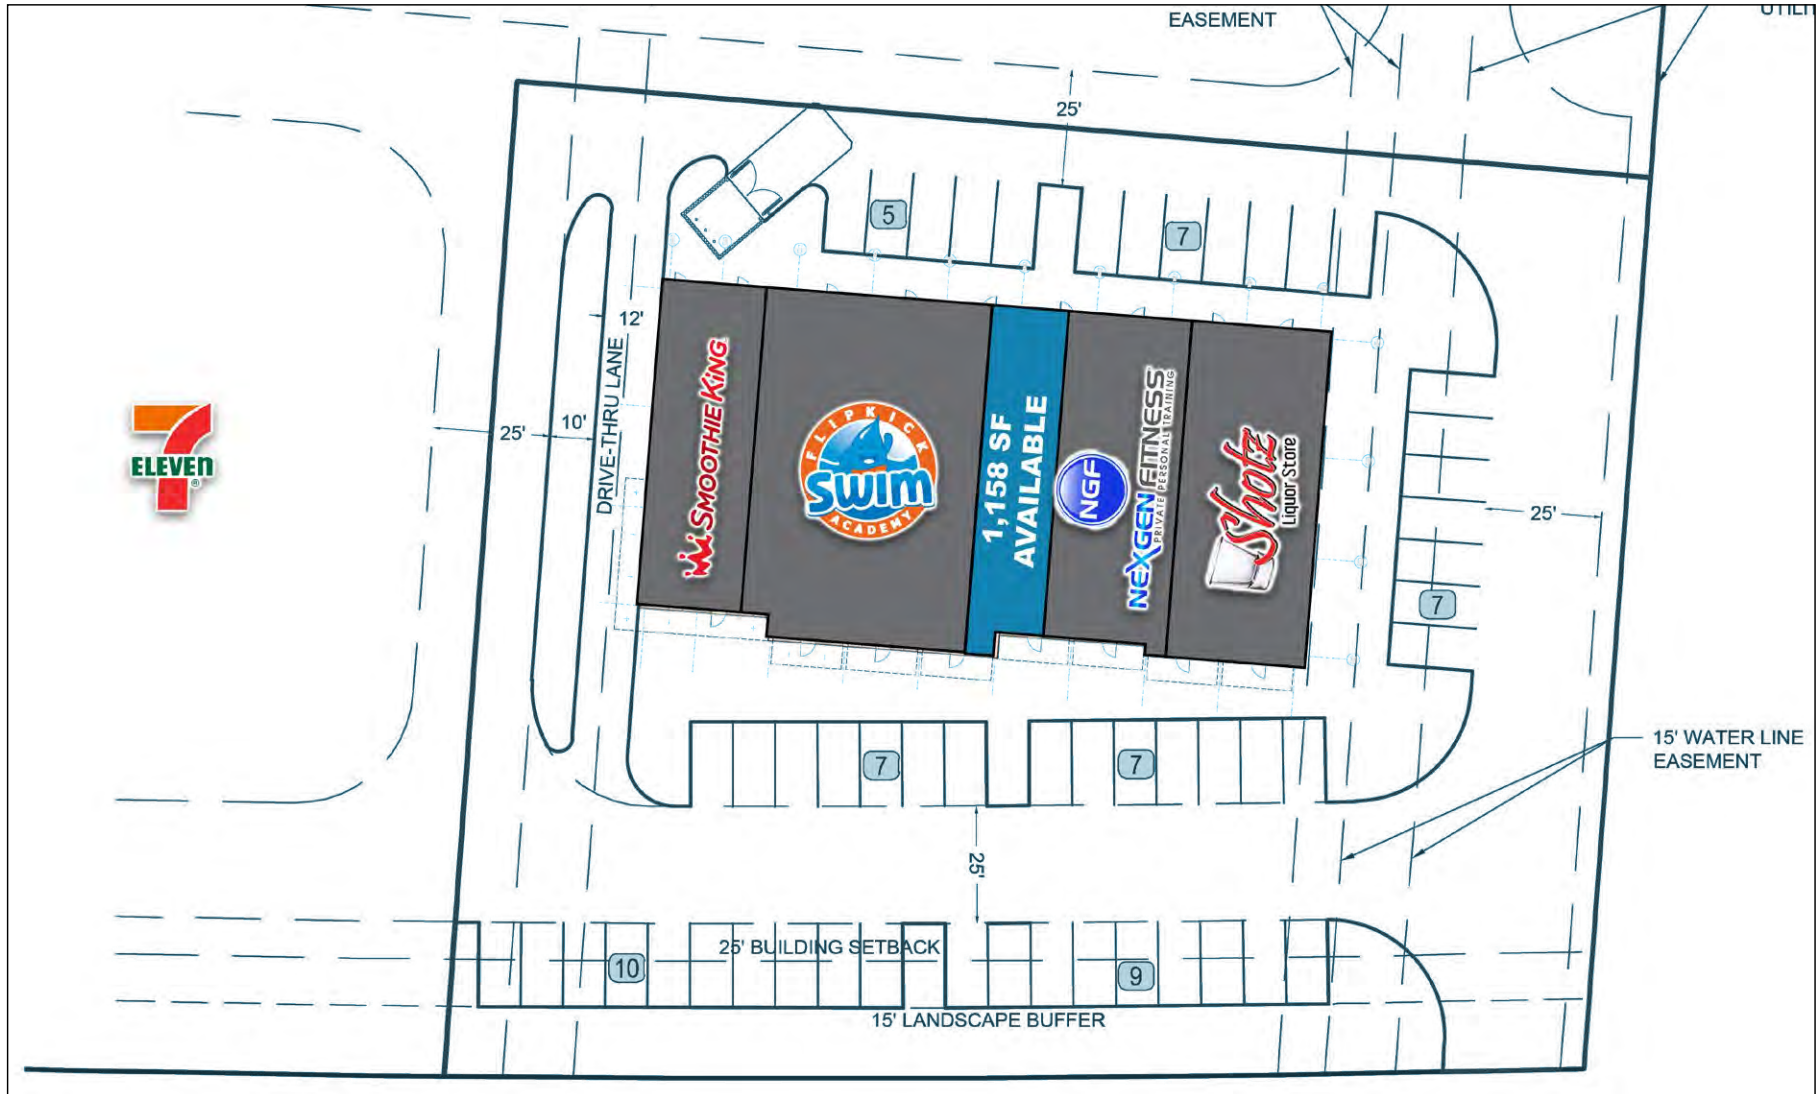 EASEMENT
25'
5
7
12'
DRIVE-THRU LANE
10'
25'
7
ELEVEN
®
SMOOTHIE KING
FLIPKICK
SWIM
ACADEMY
1,158 SF
AVAILABLE
NGF
NEXGEN FITNESS
PRIVATE PERSONAL TRAINING
Shotz
Liquor Store
25'
7
7
7
15' WATER LINE
EASEMENT
25'
25' BUILDING SETBACK
10
9
15' LANDSCAPE BUFFER